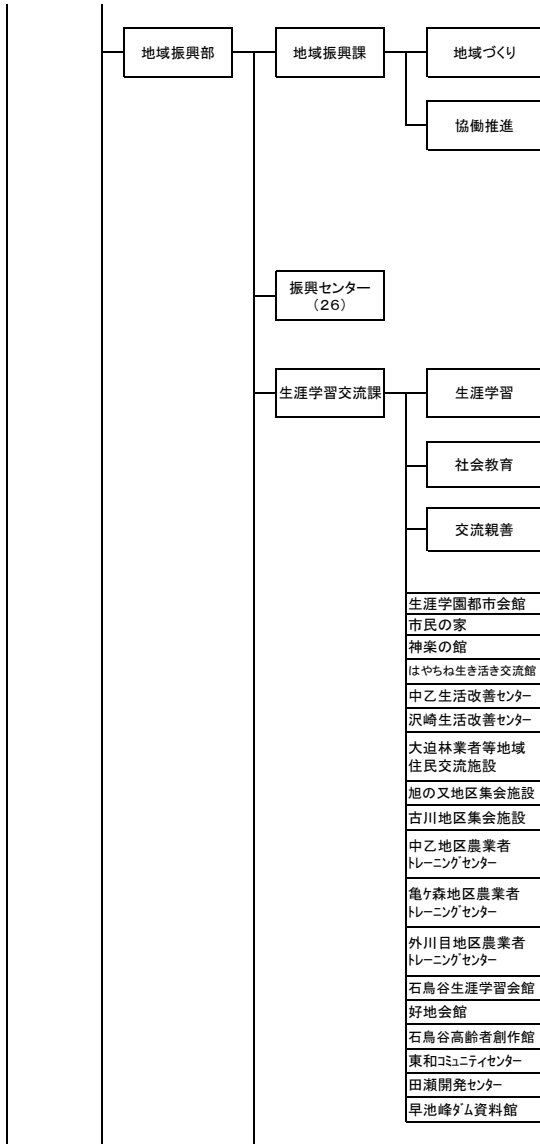 地域振興部
地域振興課
地域づくり
協働推進
振興センター
（２６）
生涯学習交流課
生涯学習
社会教育
交流親善
生涯学園都市会館
市民の家
神楽の館
はやちね生き活き交流館
中乙生活改善ｾﾝﾀｰ
沢崎生活改善ｾﾝﾀｰ
大迫林業者等地域
住民交流施設
旭の又地区集会施設
古川地区集会施設
中乙地区農業者
ﾄﾚｰﾆﾝｸﾞｾﾝﾀｰ
亀ケ森地区農業者
ﾄﾚｰﾆﾝｸﾞｾﾝﾀｰ
外川目地区農業者
ﾄﾚｰﾆﾝｸﾞｾﾝﾀｰ
石鳥谷生涯学習会館
好地会館
石鳥谷高齢者創作館
東和ｺﾐｭﾆﾃｨｾﾝﾀｰ
田瀬開発ｾﾝﾀｰ
早池峰ﾀﾞﾑ資料館